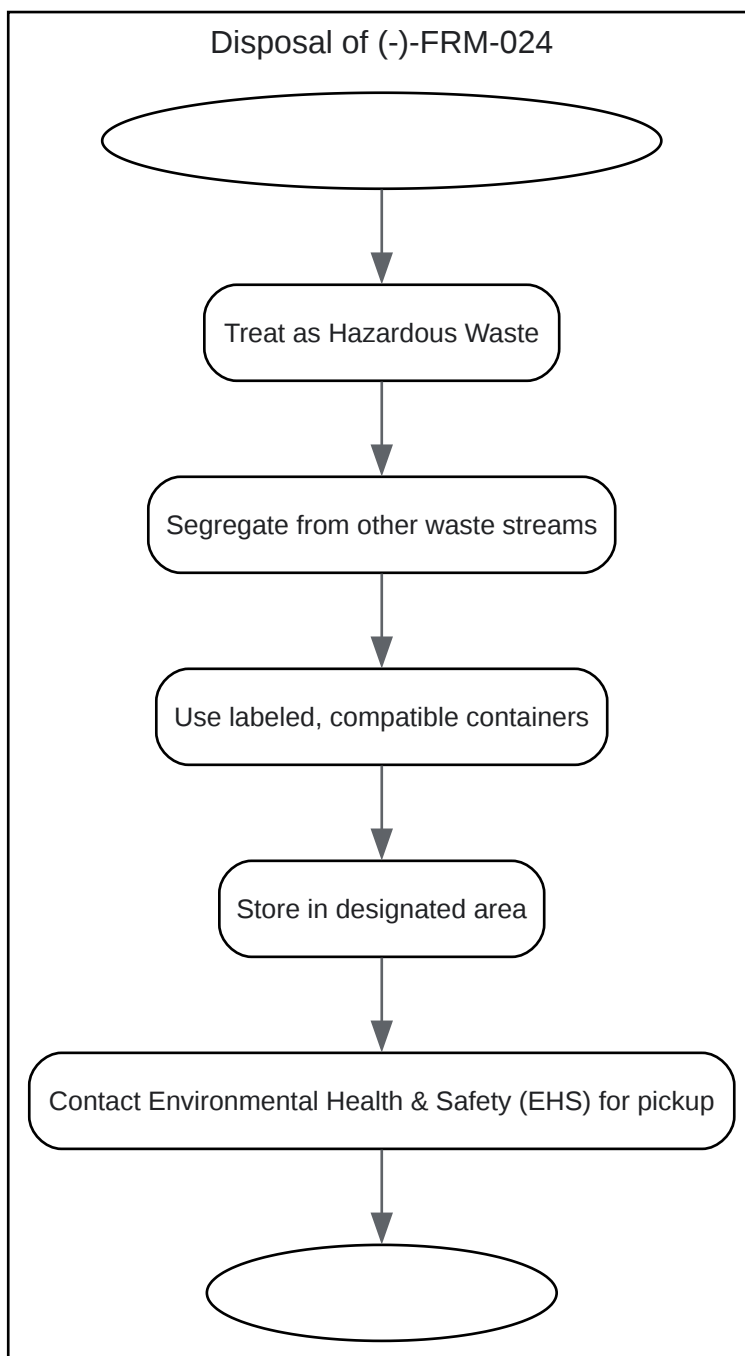 Disposal of (-)-FRM-024
Treat as Hazardous Waste
Segregate from other waste streams
Use labeled, compatible containers
Store in designated area
Contact Environmental Health & Safety (EHS) for pickup